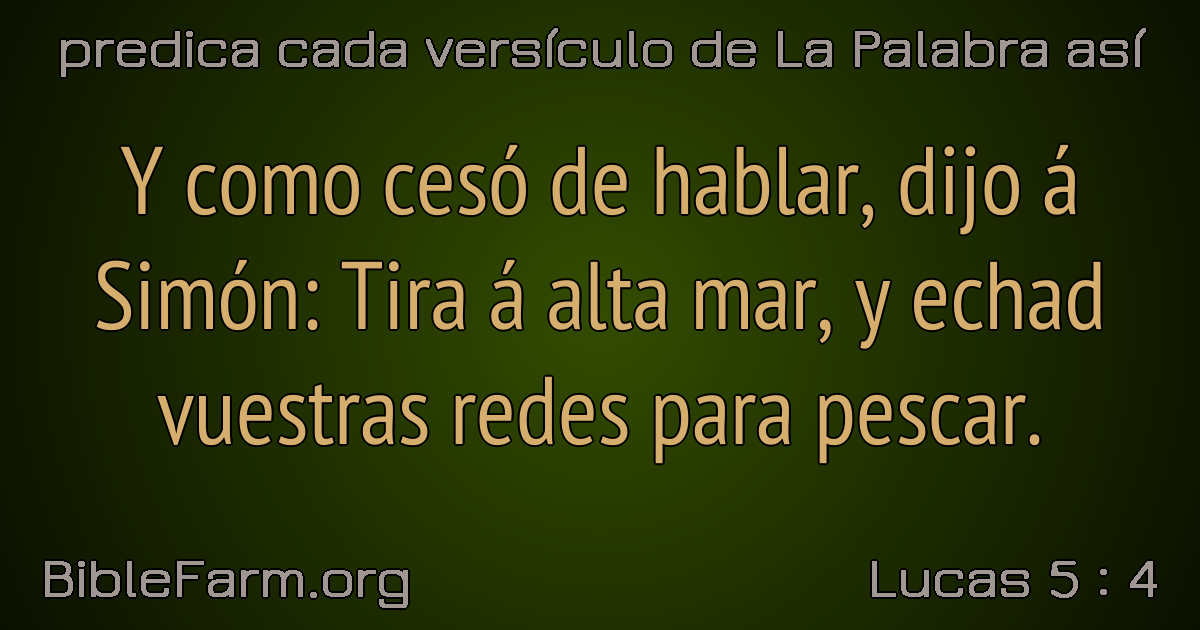 predica cada versículo de La Palabra así
Y como cesó de hablar, dijo á
Simón: Tira á alta mar, y echad
vuestras redes para pescar.
BibleFarm.org
Lucas 5 : 4